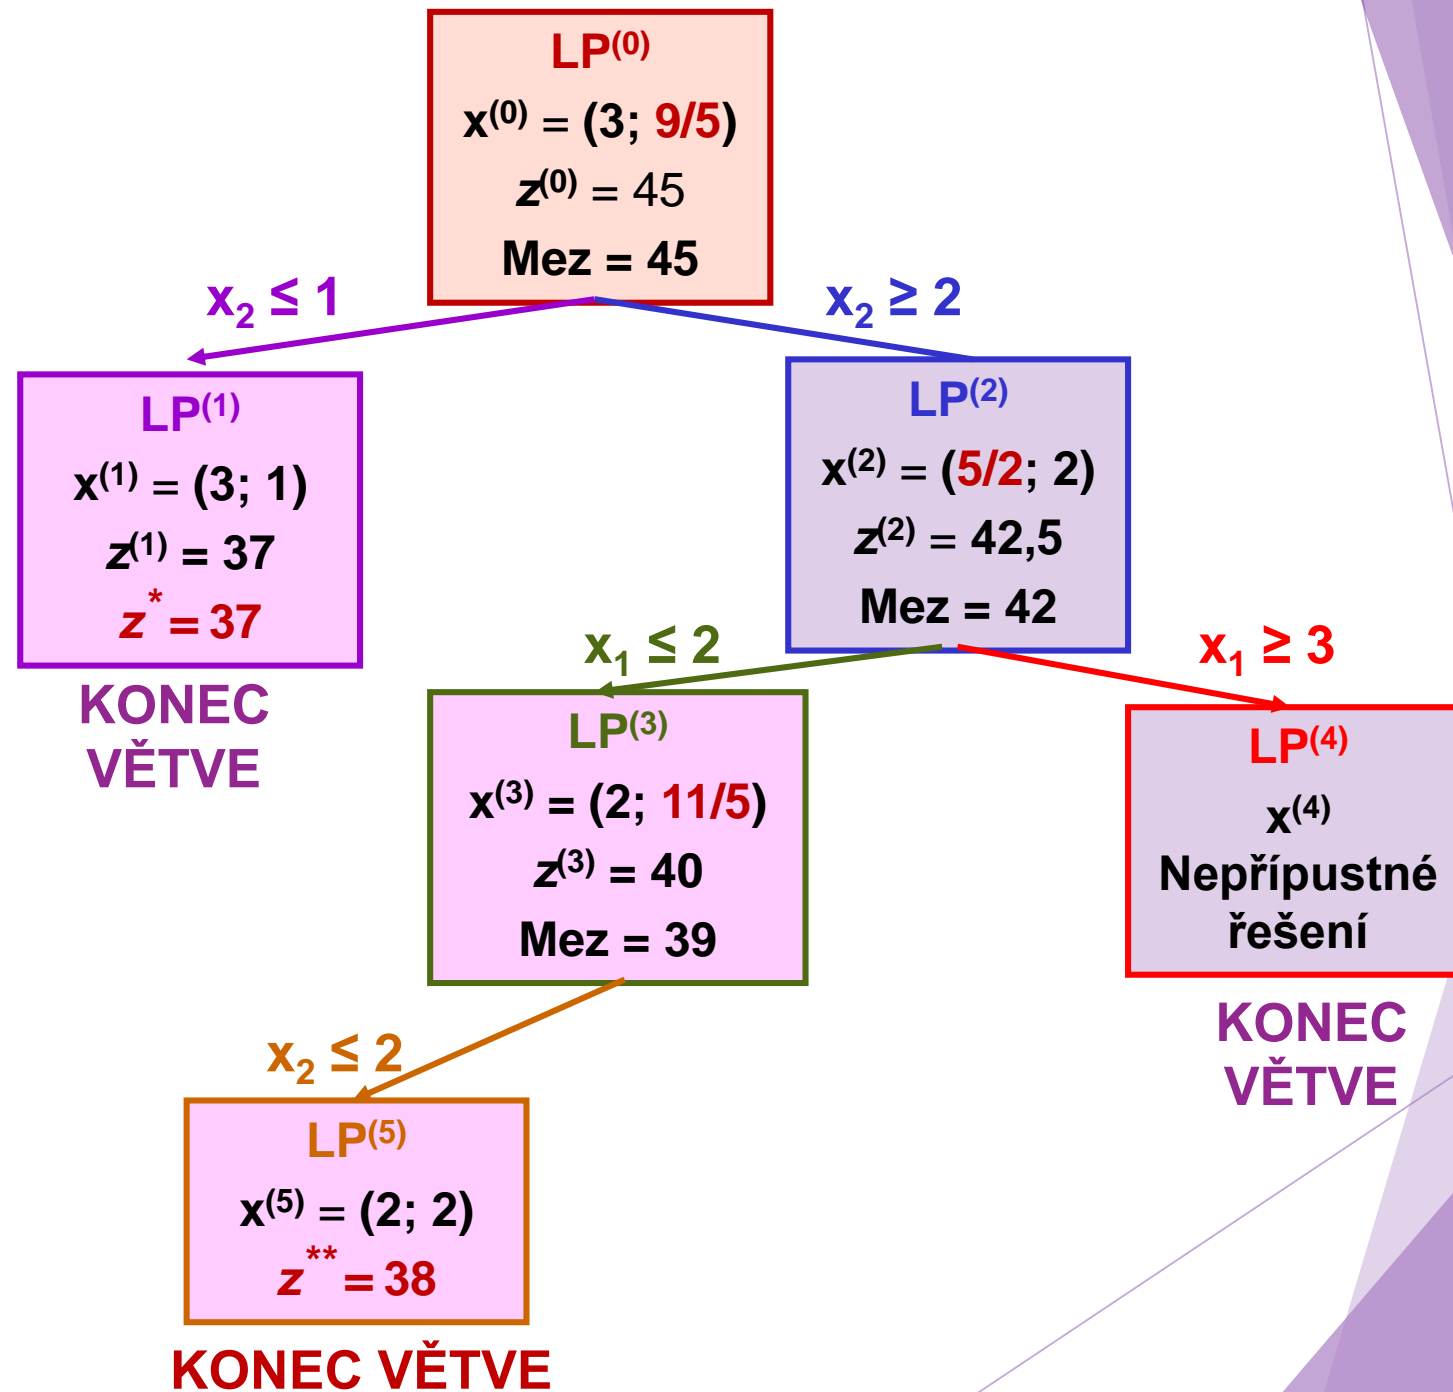 LP(0)
x(0) = (3; 9/5)
z(0) = 45
Mez = 45
x2 ≤ 1
x2 ≥ 2
LP(1)
x(1) = (3; 1)
z(1) = 37
z* = 37
KONEC
VĚTVE
LP(2)
x(2) = (5/2; 2)
z(2) = 42,5
Mez = 42
x1 ≤ 2
x1 ≥ 3
LP(3)
x(3) = (2; 11/5)
z(3) = 40
Mez = 39
LP(4)
x(4)
Nepřípustné
řešení
KONEC
VĚTVE
x2 ≤ 2
LP(5)
x(5) = (2; 2)
z** = 38
KONEC VĚTVE